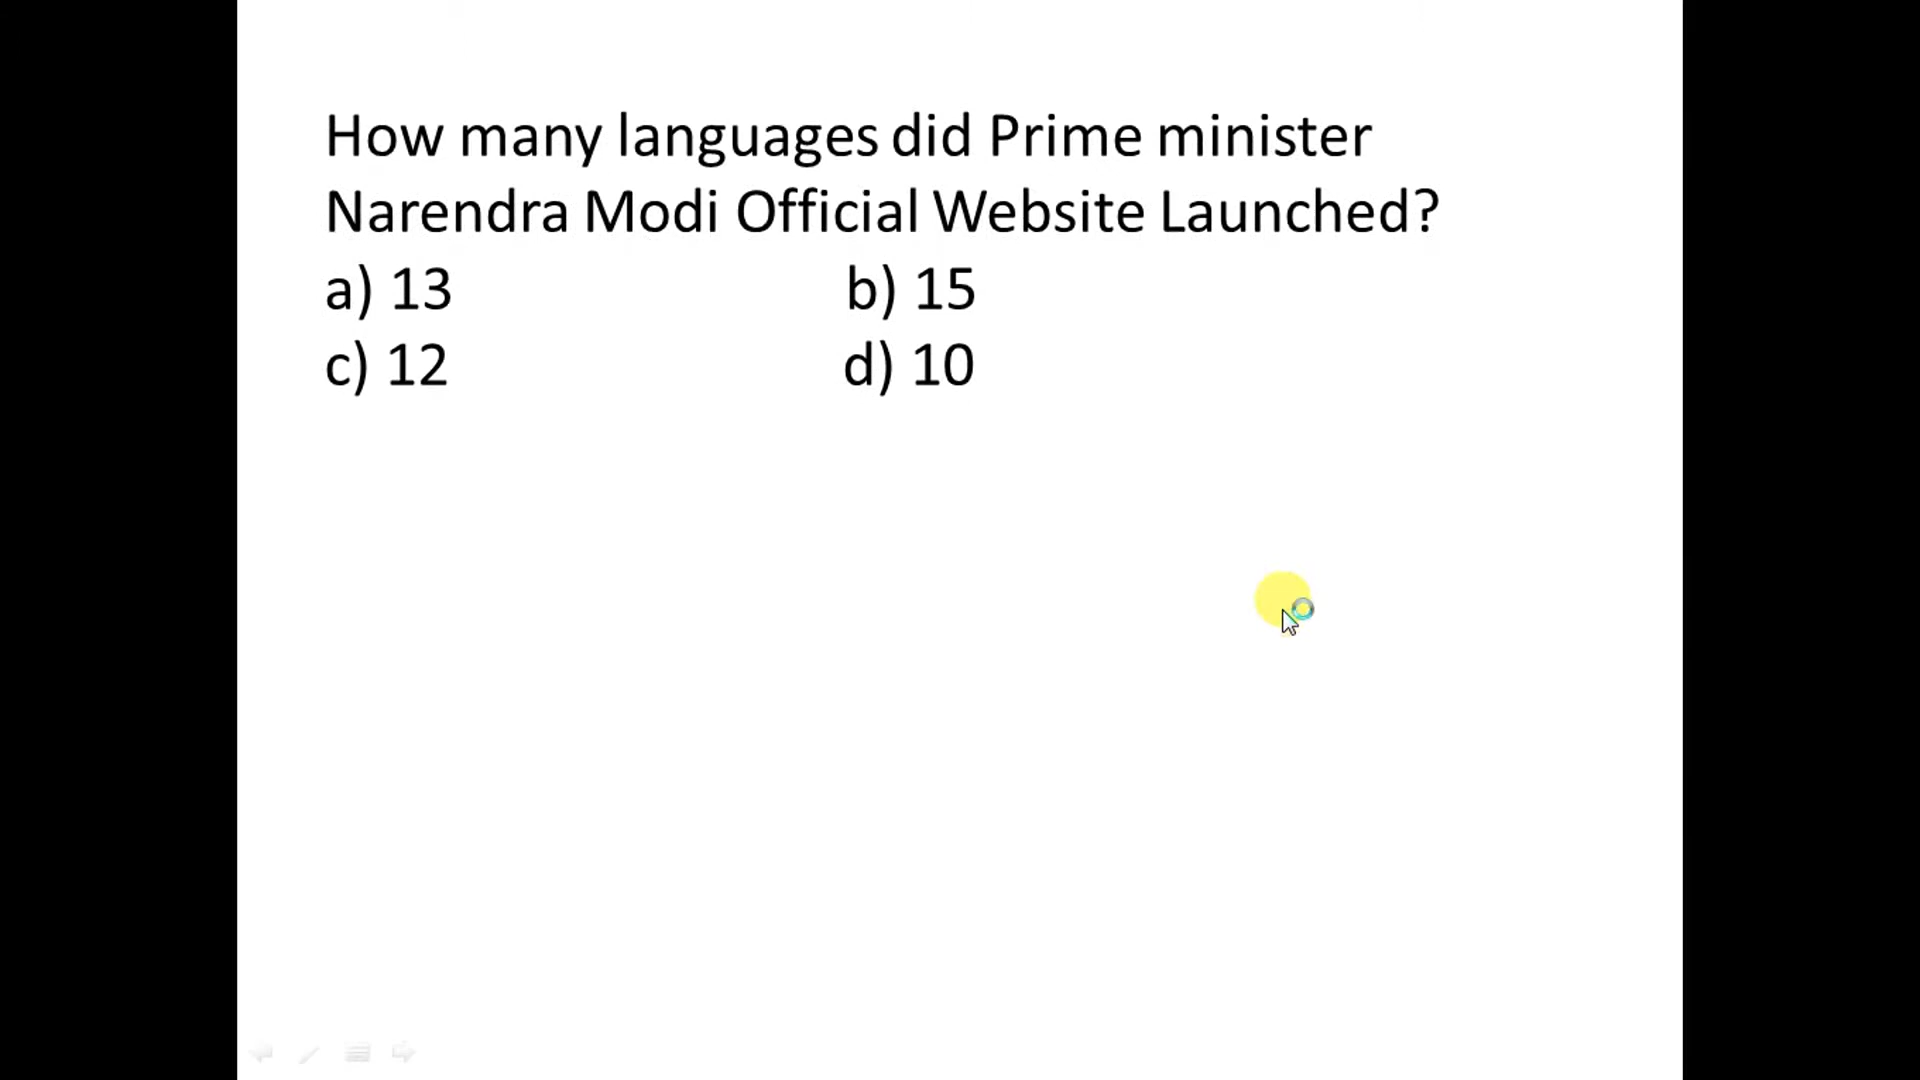 How many languages did Prime minister
Narendra Modi Official Website Launched?
a) 13 b) 15
c) 12 d) 10